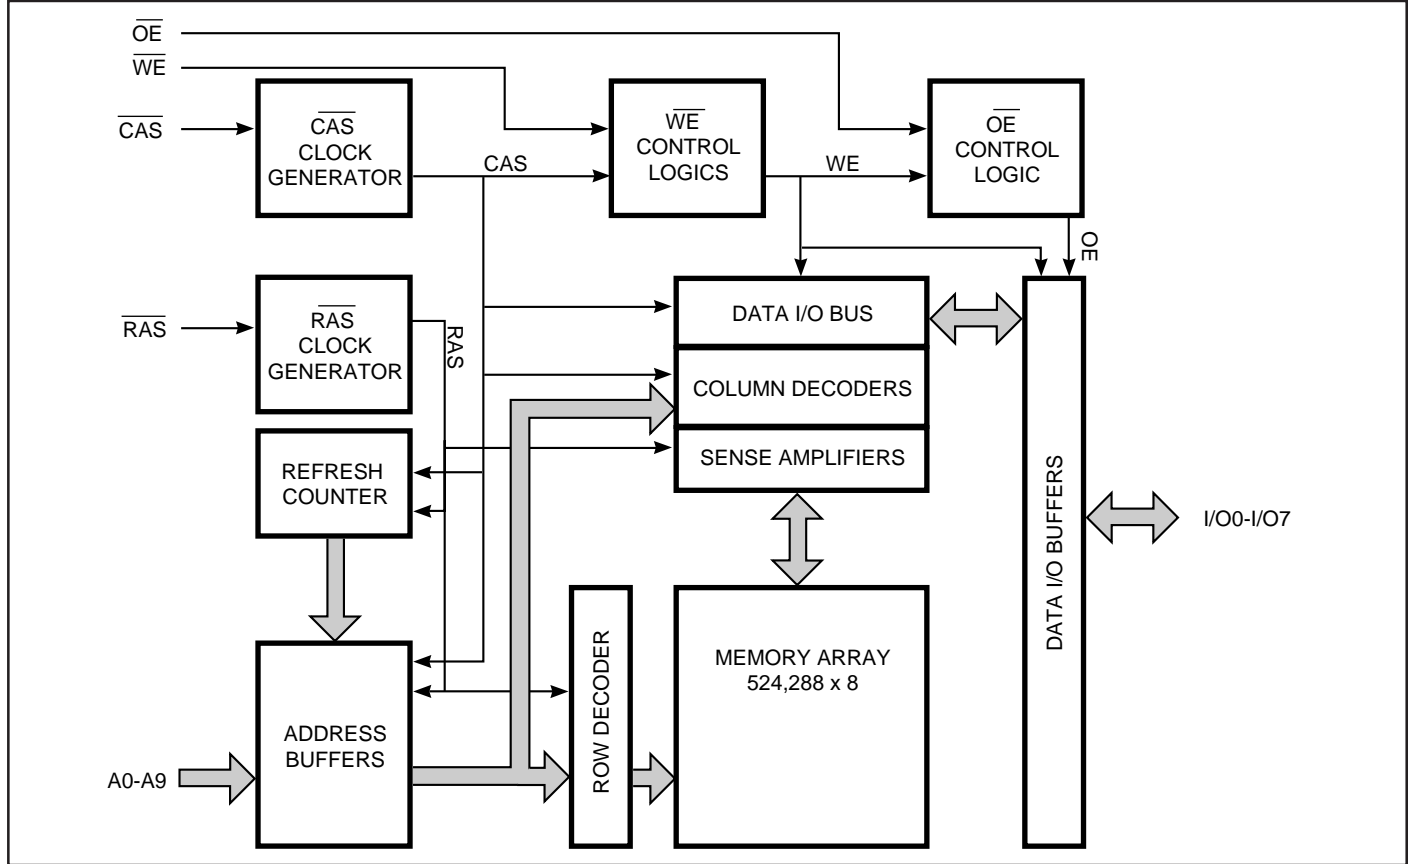 OE
WE
CAS
CAS
CLOCK
GENERATOR
CAS
WE
CONTROL
LOGICS
WE
OE
CONTROL
LOGIC
OE
RAS
RAS
CLOCK
GENERATOR
RAS
DATA I/O BUS
COLUMN DECODERS
SENSE AMPLIFIERS
REFRESH
COUNTER
DATA I/O BUFFERS
I/O0-I/O7
ROW DECODER
MEMORY ARRAY
524,288 x 8
ADDRESS
BUFFERS
A0-A9